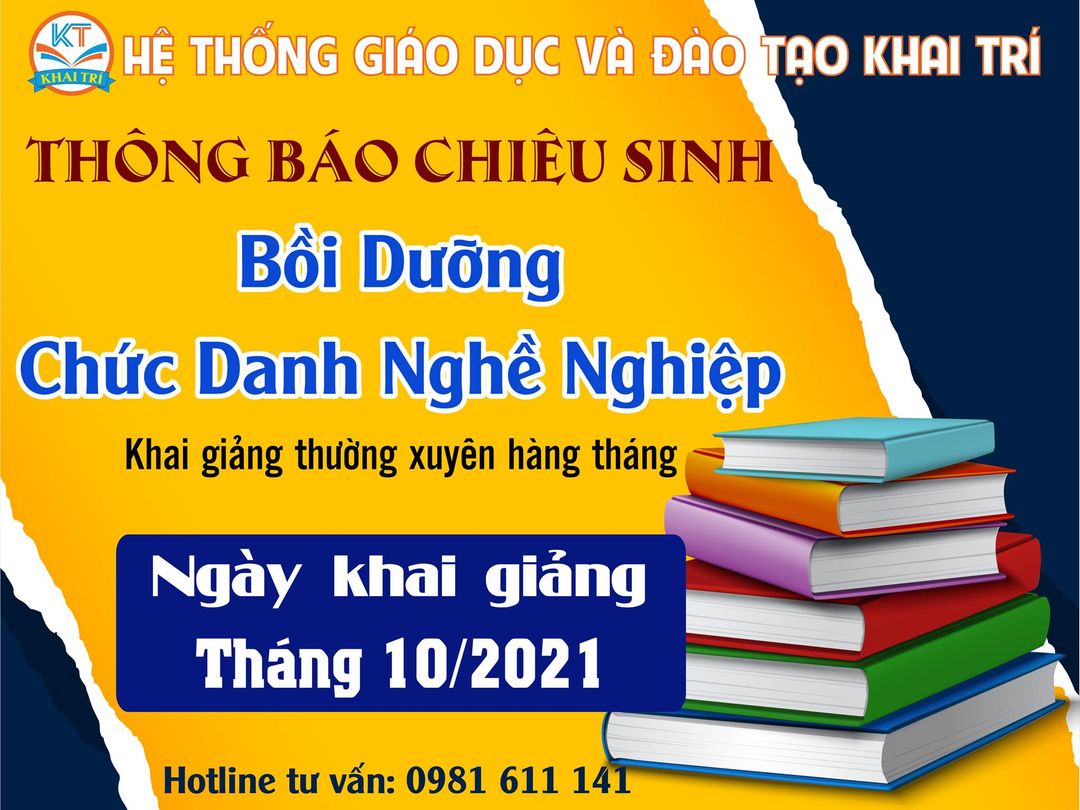 KT
KHAI TRÍ
HỆ THỐNG GIÁO DỤC VÀ ĐÀO TẠO KHAI TRÍ
THÔNG BÁO CHIÊU SINH
Bồi Dưỡng
Chức Danh Nghề Nghiệp
Khai giảng thường xuyên hàng tháng
Ngày khai giảng
Tháng 10/2021
Hotline tư vấn: 0981 611 141